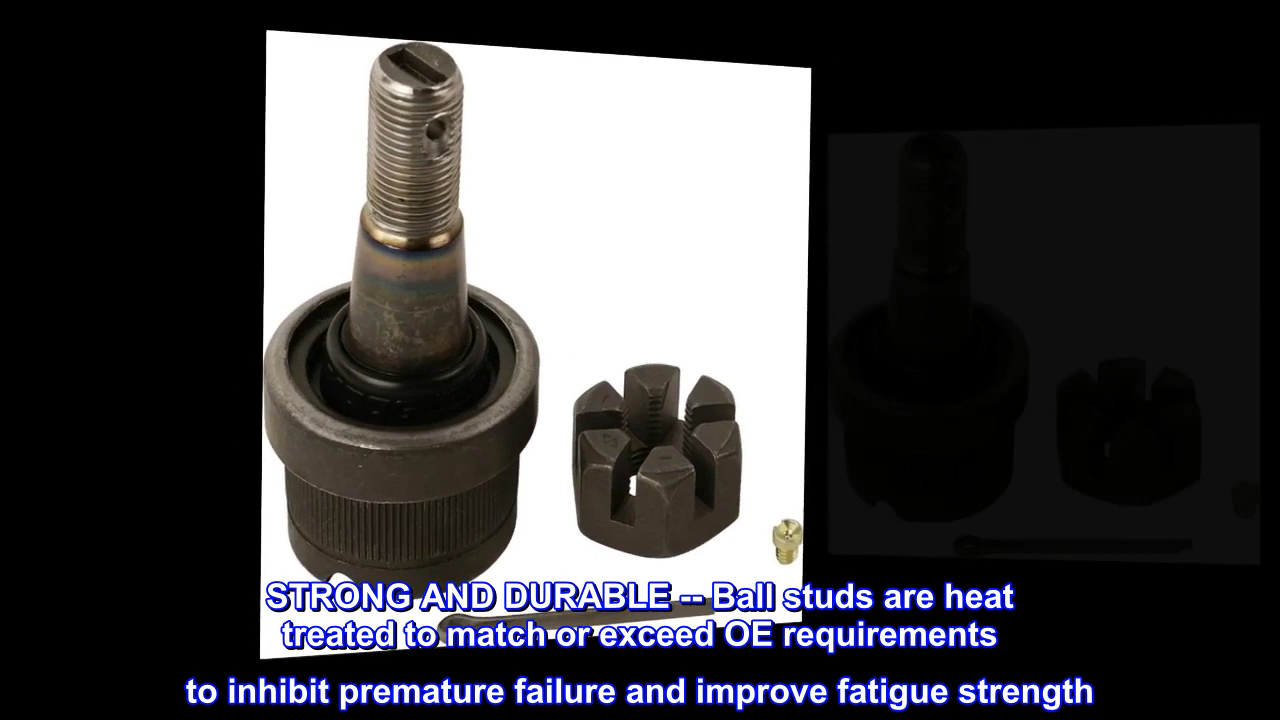 STRONG AND DURABLE -- Ball studs are heat
treated to match or exceed OE requirements
to inhibit premature failure and improve fatigue strength